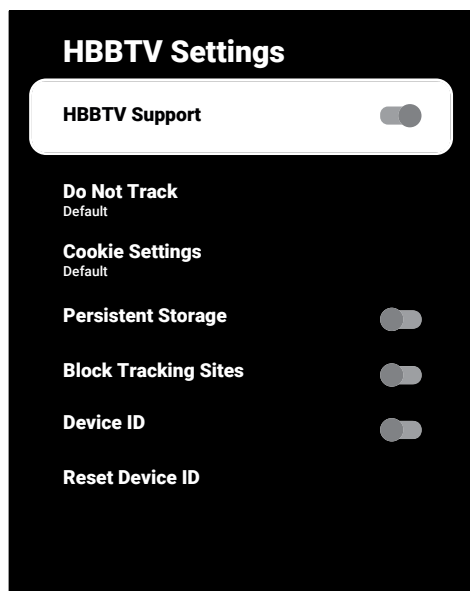 HBBTV Settings
HBBTV Support
Do Not Track
Default
Cookie Settings
Default
Persistent Storage
Block Tracking Sites
Device ID
Reset Device ID